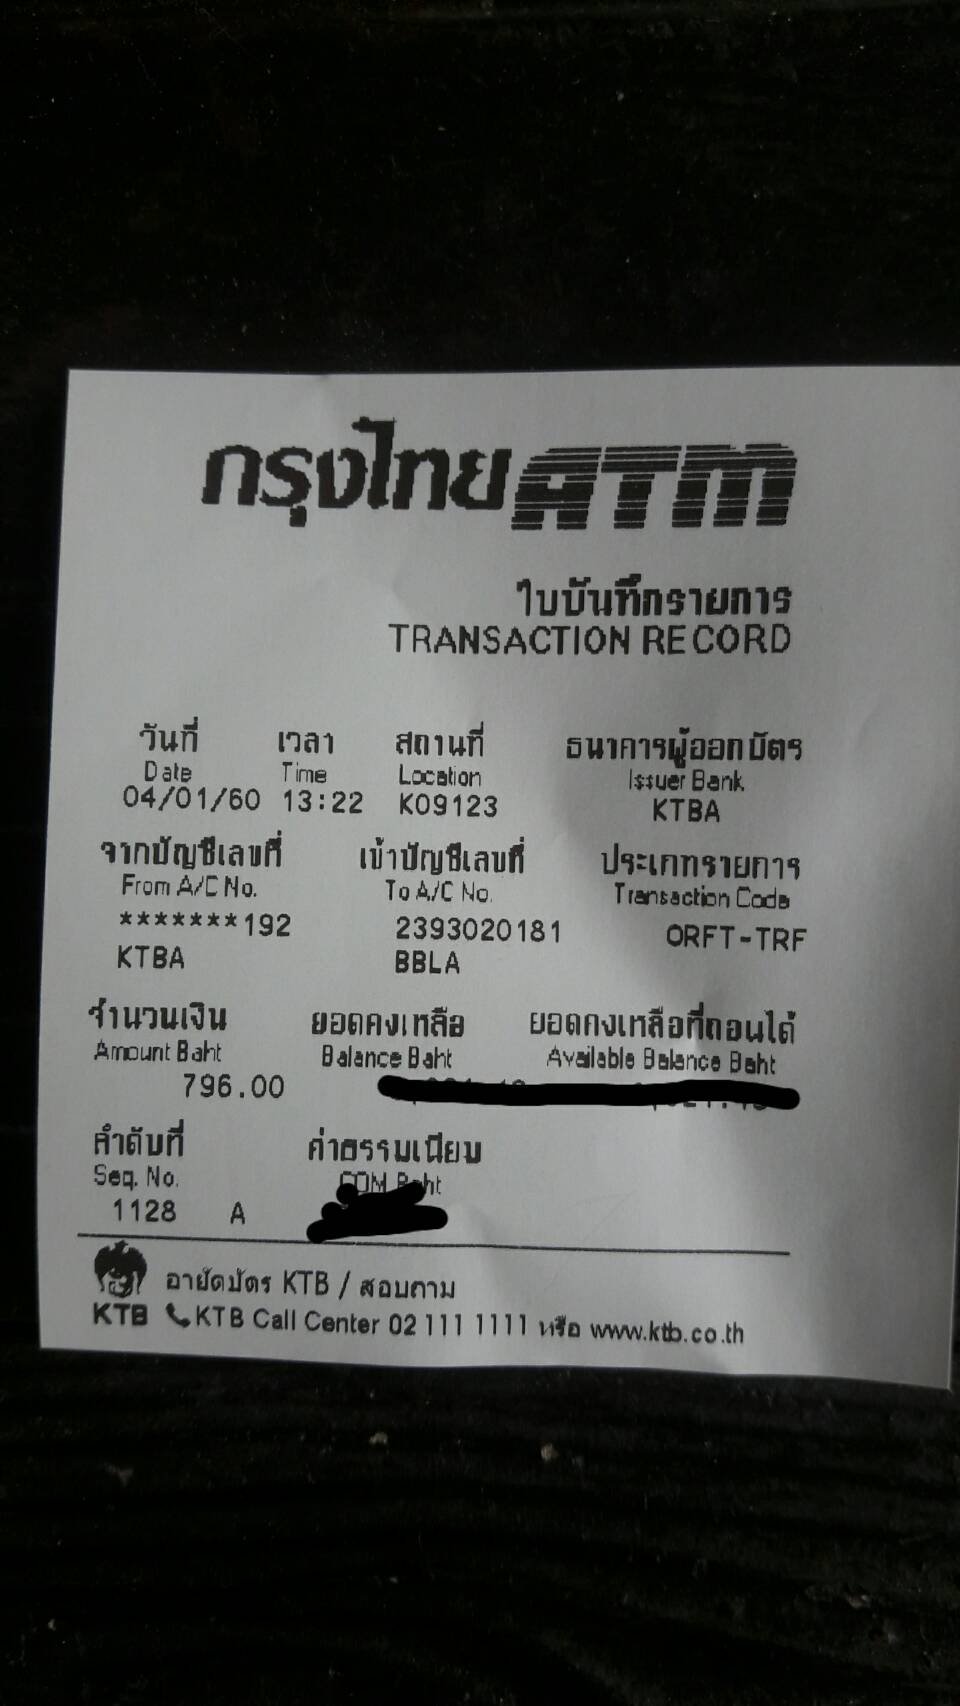 กรุงไทย ATM
ใบบันทึกรายการ
TRANSACTION RECORD
วันที่ เวลา สถานที่ ธนาคารผู้ออกบัตร
Date Time Location Issuer Bank
04/01/60 13:22 K09123 KTBA
จากบัญชีเลขที่ เข้าบัญชีเลขที่ ประเภทรายการ
From A/C No. To A/C No. Transaction Code
*******192 2393020181 ORFT-TRF
KTBA BBLA
จำนวนเงิน ยอดคงเหลือ ยอดคงเหลือที่ถอนได้
Amount Baht Balance Baht Available Balance Baht
796.00
ลำดับที่ ค่าธรรมเนียม
Seq. No. COM Baht
1128 A
อายัดบัตร KTB / สอบถาม
KTB KTB Call Center 02 111 1111 หรือ www.ktb.co.th